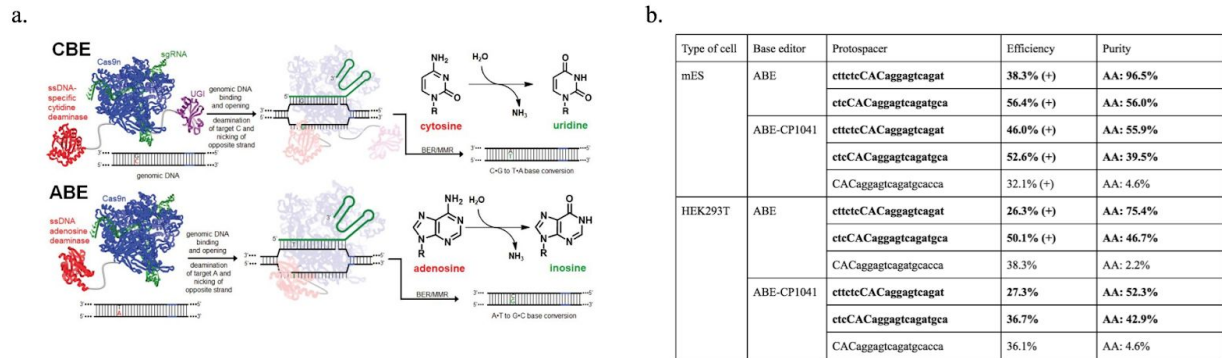 a.
b.
CBE
sgRNA
Cas9n
UGI
ssDNA-
specific
cytidine
deaminase
genomic DNA
binding
and opening
deamination
of target C and
nicking of
opposite strand
genomic DNA
NH₂
H₂O
NH₃
O
NH
N
R
cytosine
uridine
BER/MMR
C•G to T•A base conversion
ABE
Cas9n
ssDNA
adenosine
deaminase
genomic DNA
binding
and opening
deamination
of target A and
nicking of
opposite strand
NH₂
H₂O
NH₃
O
NH
N
R
adenosine
inosine
BER/MMR
A•T to G•C base conversion
Type of cell Base editor Protospacer Efficiency Purity
mES ABE cttctcCACaggagtcagat 38.3% (+) AA: 96.5%
ctcCACaggagtcagatgca 56.4% (+) AA: 56.0%
ABE-CP1041 cttctcCACaggagtcagat 46.0% (+) AA: 55.9%
ctcCACaggagtcagatgca 52.6% (+) AA: 39.5%
CACaggagtcagatgcacca 32.1% (+) AA: 4.6%
HEK293T ABE cttctcCACaggagtcagat 26.3% (+) AA: 75.4%
ctcCACaggagtcagatgca 50.1% (+) AA: 46.7%
CACaggagtcagatgcacca 38.3% AA: 2.2%
ABE-CP1041 cttctcCACaggagtcagat 27.3% AA: 52.3%
ctcCACaggagtcagatgca 36.7% AA: 42.9%
CACaggagtcagatgcacca 36.1% AA: 4.6%